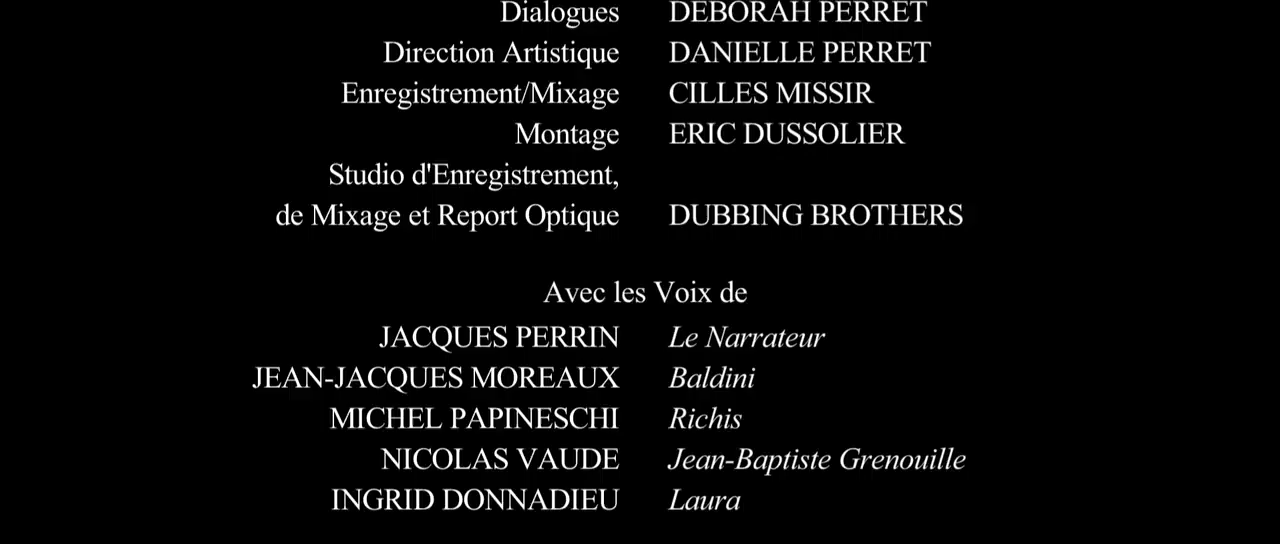 Dialogues DEBORAH PERRET
Direction Artistique DANIELLE PERRET
Enregistrement/Mixage CILLES MISSIR
Montage ERIC DUSSOLIER
Studio d'Enregistrement,
de Mixage et Report Optique DUBBING BROTHERS
Avec les Voix de
JACQUES PERRIN Le Narrateur
JEAN-JACQUES MOREAUX Baldini
MICHEL PAPINESCHI Richis
NICOLAS VAUDE Jean-Baptiste Grenouille
INGRID DONNADIEU Laura